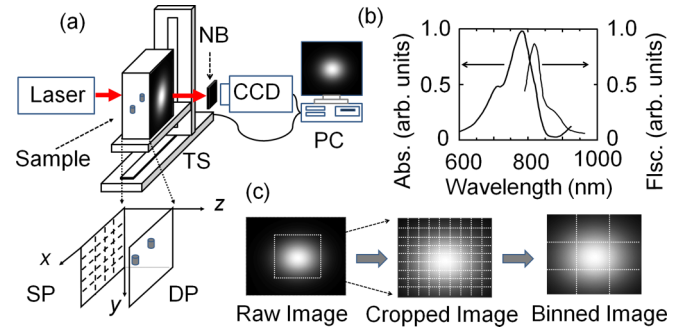 (a)
NB
Laser
CCD
PC
Sample
TS
z
x
y
SP
DP
(b)
Abs. (arb. units)
1.0
0.5
0
1.0
0.5
0
Flsc. (arb. units)
600
800
1000
Wavelength (nm)
(c)
Raw Image
Cropped Image
Binned Image